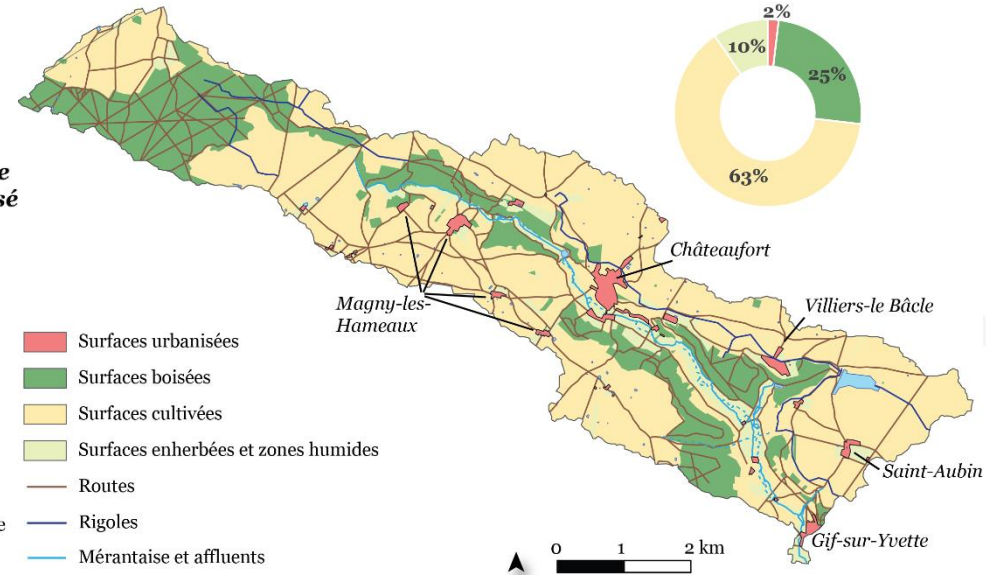 2%
10%
25%
63%
e
sé
Châteaufort
Villiers-le Bâcle
Magny-les-
Hameaux
Saint-Aubin
Gif-sur-Yvette
Surfaces urbanisées
Surfaces boisées
Surfaces cultivées
Surfaces enherbées et zones humides
Routes
e
Rigoles
Mérantaise et affluents
0 1 2 km